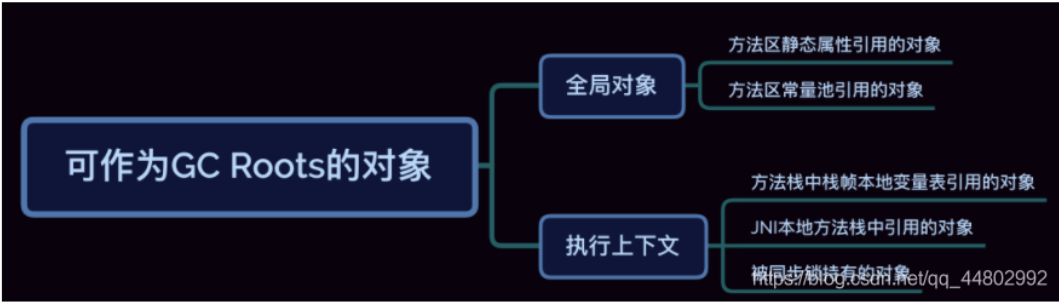 可作为GC Roots的对象
全局对象
方法区静态属性引用的对象
方法区常量池引用的对象
执行上下文
方法栈中栈帧本地变量表引用的对象
JNI本地方法栈中引用的对象
被同步锁持有的对象
https://blog.csdn.net/qq_44802992